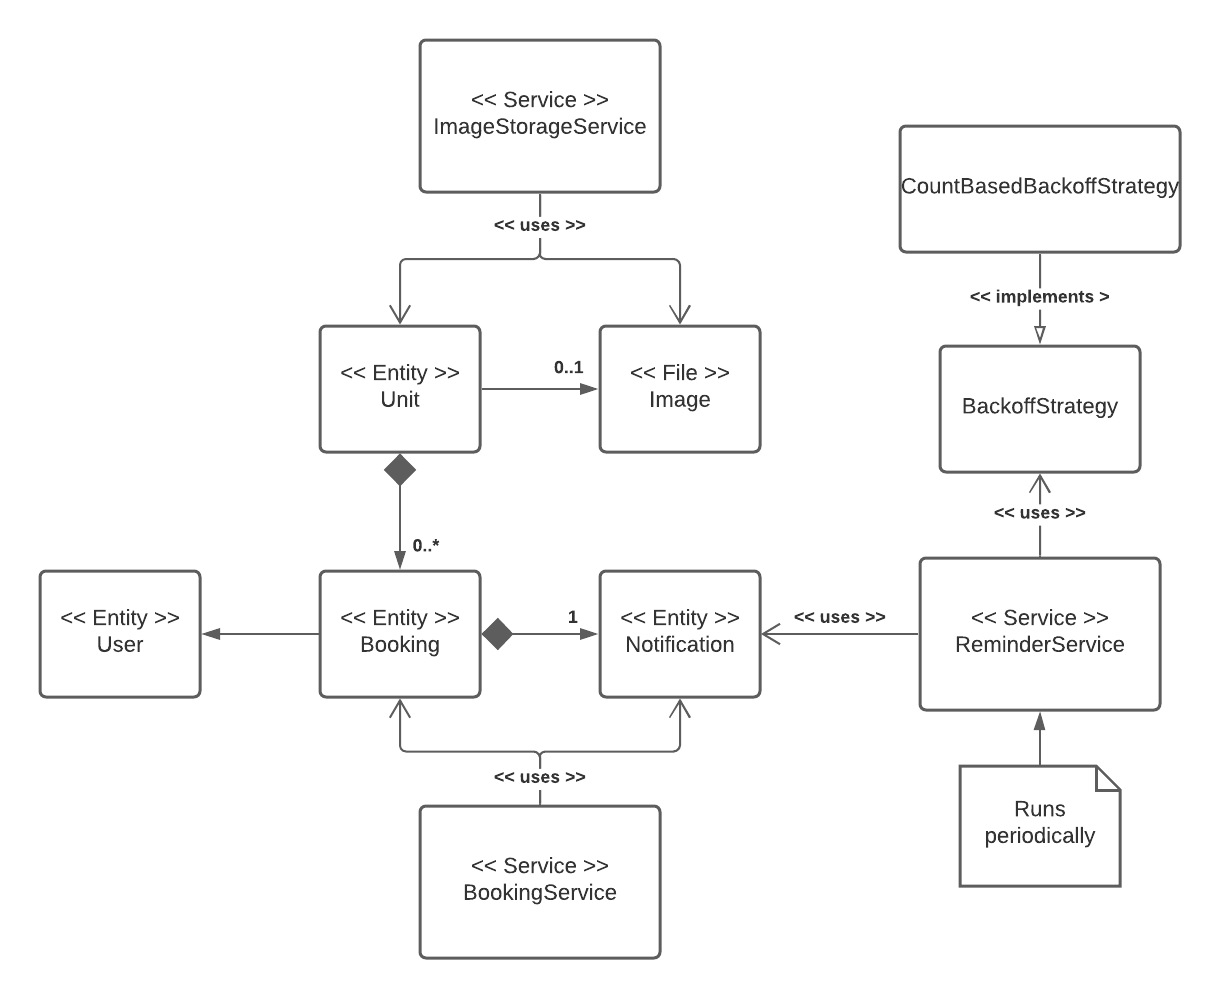 << Service >>
ImageStorageService
<< uses >>
CountBasedBackoffStrategy
<< implements >
<< Entity >>
Unit
0..1
<< File >>
Image
BackoffStrategy
<< uses >>
0..*
<< Entity >>
User
<< Entity >>
Booking
1
<< Entity >>
Notification
<< uses >>
<< Service >>
ReminderService
<< uses >>
<< Service >>
BookingService
Runs
periodically